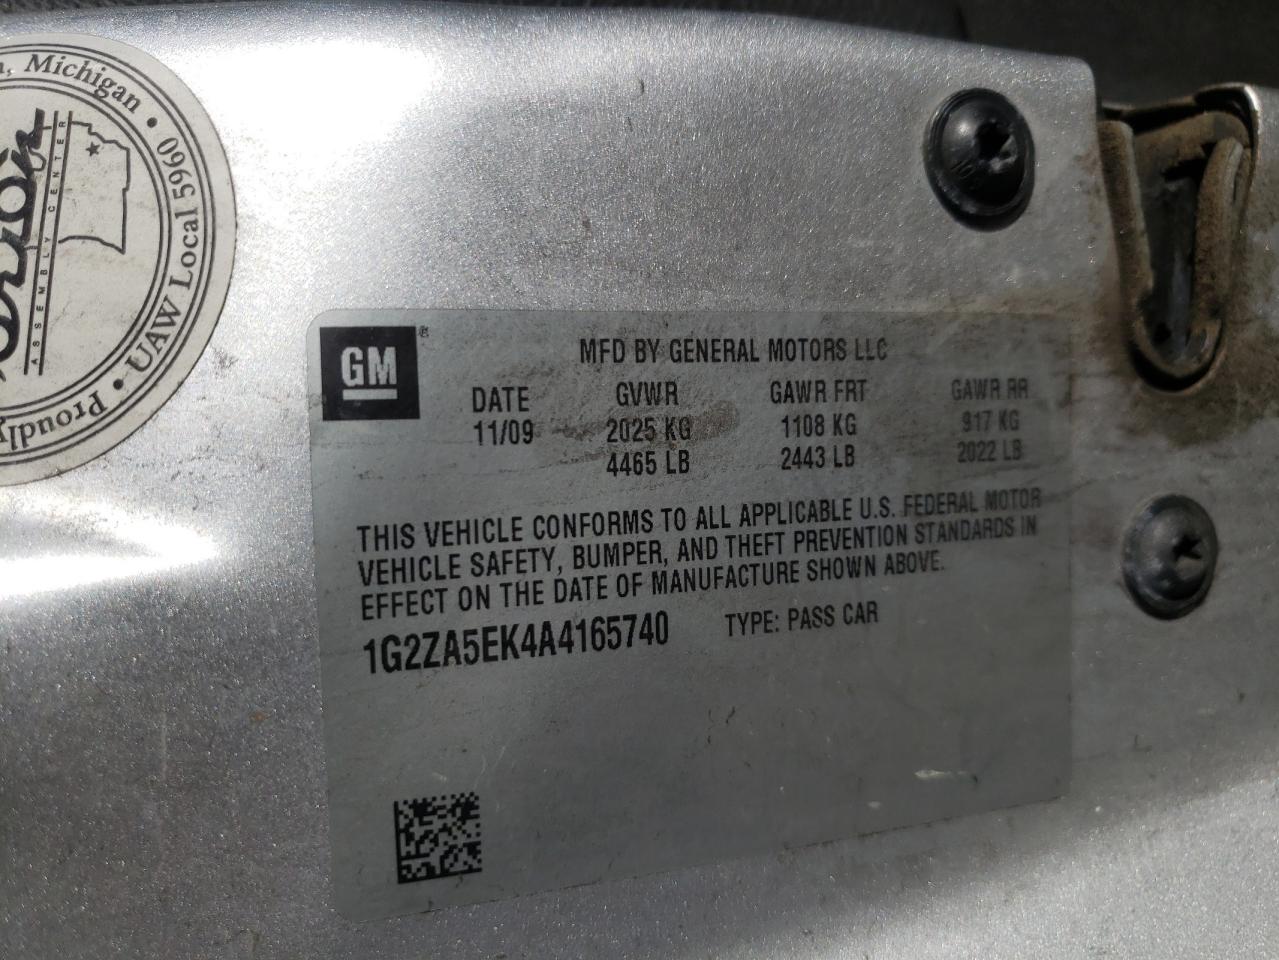 Michigan • UAW Local 5960 •
ASSEMBLY CENTER
GM ®
MFD BY GENERAL MOTORS LLC
DATE GVWR GAWR FRT GAWR RR
11/09 2025 KG 1108 KG 917 KG
4465 LB 2443 LB 2022 LB
THIS VEHICLE CONFORMS TO ALL APPLICABLE U.S. FEDERAL MOTOR
VEHICLE SAFETY, BUMPER, AND THEFT PREVENTION STANDARDS IN
EFFECT ON THE DATE OF MANUFACTURE SHOWN ABOVE.
1G2ZA5EK4A4165740 TYPE: PASS CAR